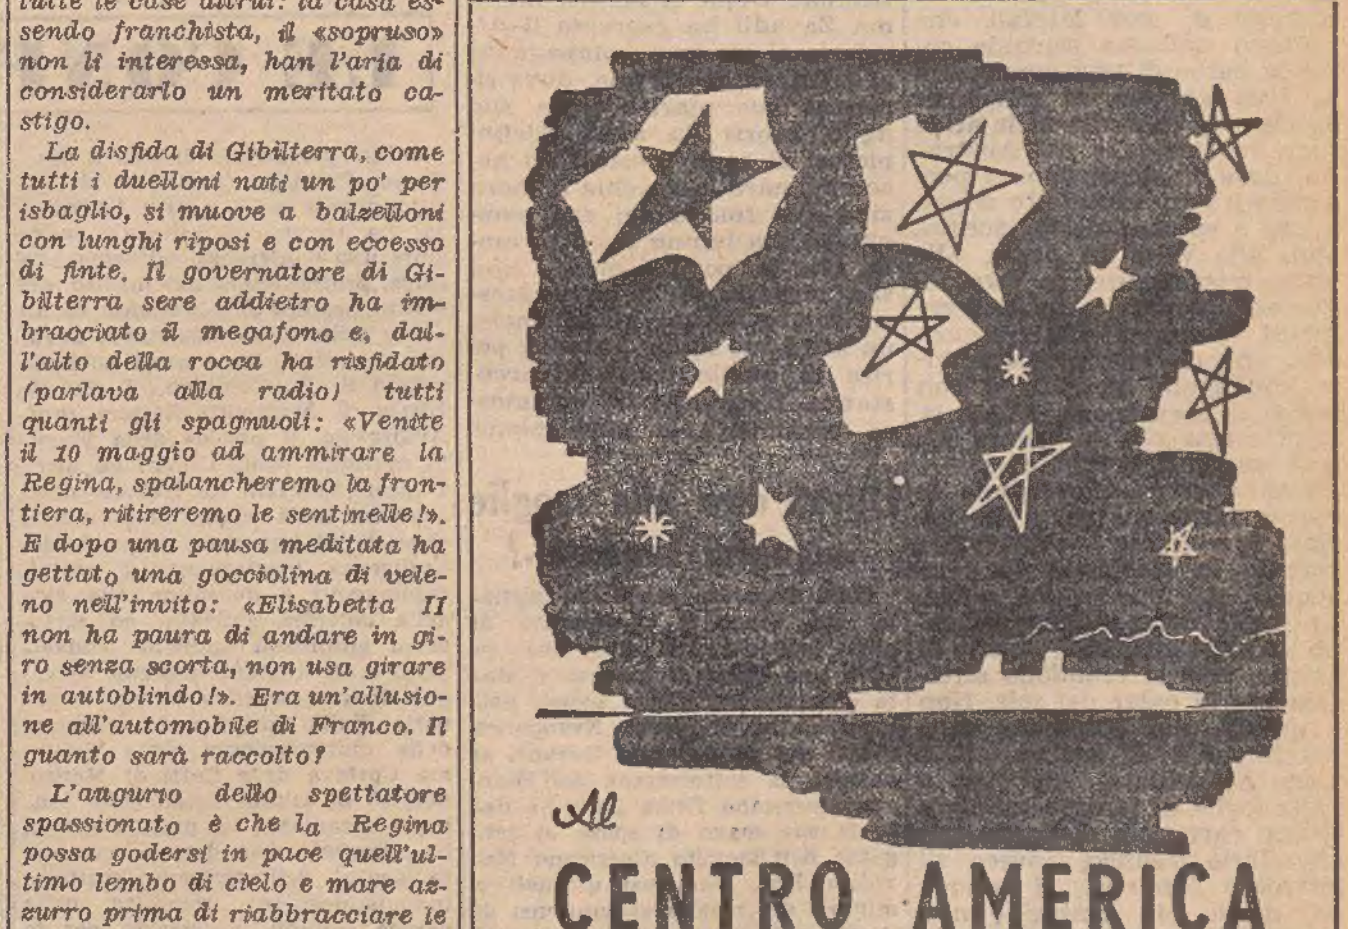 tutte le case altrui: la casa es-
sendo franchista, il «sopruso»
non li interessa, han l'aria di
considerarlo un meritato ca-
stigo.
La disfida di Gibilterra, come
tutti i duelloni nati un po' per
isbaglio, si muove a balzelloni
con lunghi riposi e con eccesso
di finte. Il governatore di Gi-
bilterra sere addietro ha im-
bracciato il megafono e, dal-
l'alto della rocca ha risfidato
(parlava alla radio) tutti
quanti gli spagnuoli: «Venite
il 10 maggio ad ammirare la
Regina, spalancheremo la fron-
tiera, ritireremo le sentinelle!».
E dopo una pausa meditata ha
gettato una gocciolina di vele-
no nell'invito: «Elisabetta II
non ha paura di andare in gi-
ro senza scorta, non usa girare
in autoblindo!». Era un'allusio-
ne all'automobile di Franco. Il
guanto sarà raccolto?
L'augurio dello spettatore
spassionato è che la Regina
possa godersi in pace quell'ul-
timo lembo di cielo e mare az-
zurro prima di riabbracciare le
Al
CENTRO AMERICA